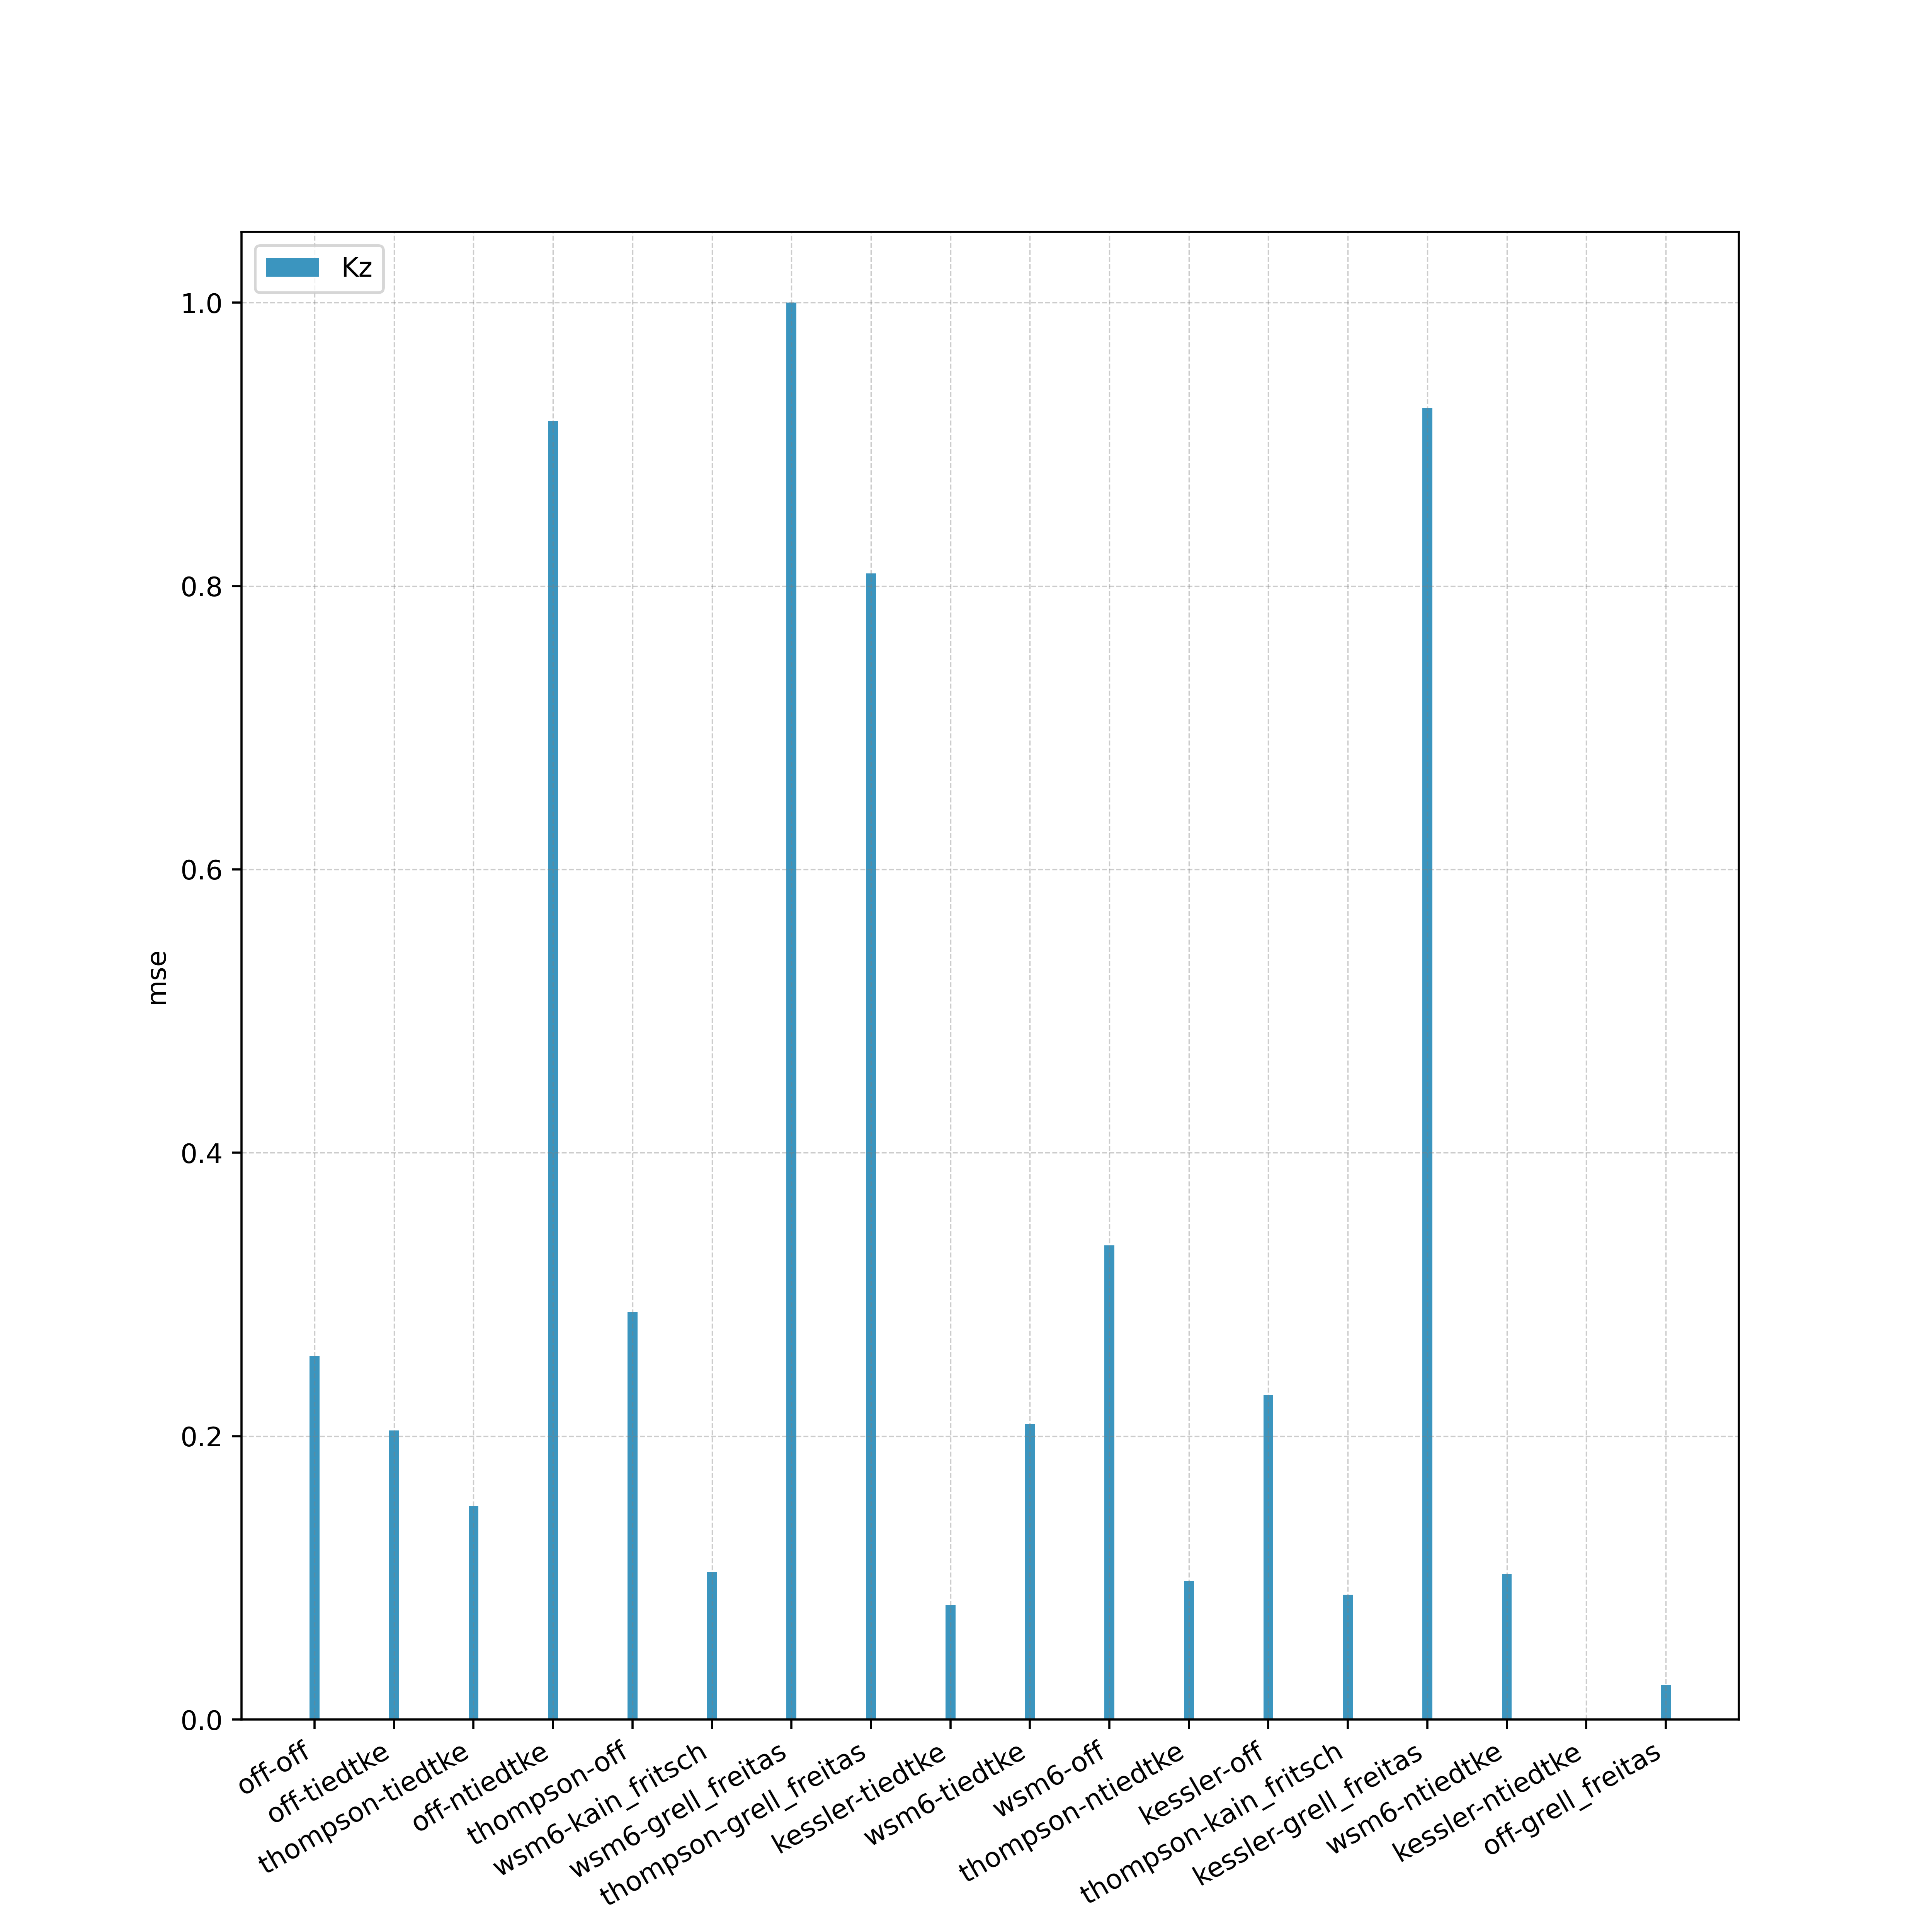 Kz
1.0
0.8
0.6
0.4
0.2
0.0
mse
off-off
off-tiedtke
thompson-tiedtke
off-ntiedtke
thompson-off
wsm6-kain_fritsch
wsm6-grell_freitas
thompson-grell_freitas
kessler-tiedtke
wsm6-tiedtke
wsm6-off
thompson-ntiedtke
kessler-off
thompson-kain_fritsch
kessler-grell_freitas
wsm6-ntiedtke
kessler-ntiedtke
off-grell_freitas